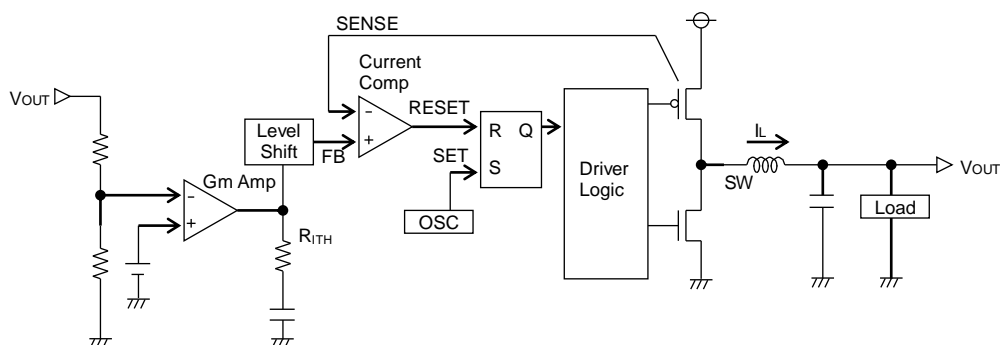 SENSE
Current
Comp
VOUT
RESET
Level
Shift
FB
R Q
S
SET
OSC
Driver
Logic
IL
SW
VOUT
Load
Gm Amp
-
+
-
+
RITH